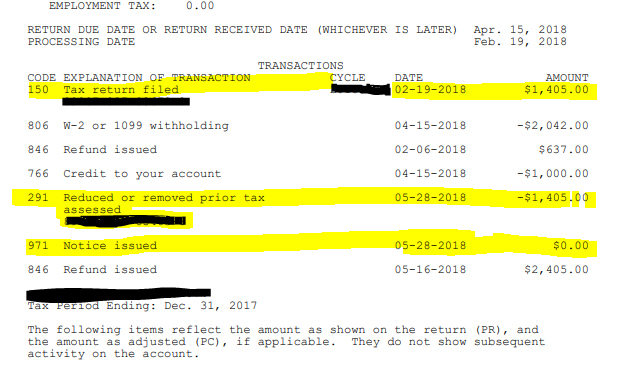 EMPLOYMENT TAX: 0.00
RETURN DUE DATE OR RETURN RECEIVED DATE (WHICHEVER IS LATER) Apr. 15, 2018
PROCESSING DATE Feb. 19, 2018
TRANSACTIONS
CODE EXPLANATION OF TRANSACTION CYCLE DATE AMOUNT
150 Tax return filed 02-19-2018 $1,405.00
806 W-2 or 1099 withholding 04-15-2018 -$2,042.00
846 Refund issued 02-06-2018 $637.00
766 Credit to your account 04-15-2018 -$1,000.00
291 Reduced or removed prior tax 05-28-2018 -$1,405.00
assessed
971 Notice issued 05-28-2018 $0.00
846 Refund issued 05-16-2018 $2,405.00
Tax Period Ending: Dec. 31, 2017
The following items reflect the amount as shown on the return (PR), and
the amount as adjusted (PC), if applicable. They do not show subsequent
activity on the account.